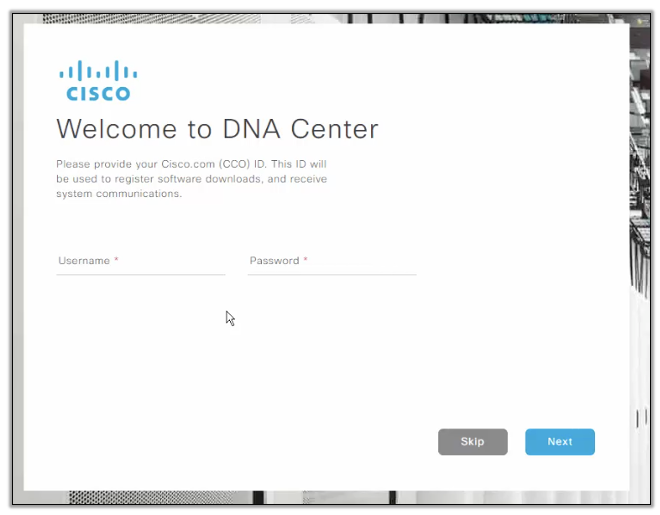 CISCO
Welcome to DNA Center
Please provide your Cisco.com (CCO) ID. This ID will
be used to register software downloads, and receive
system communications.
Username *
Password *
Skip
Next